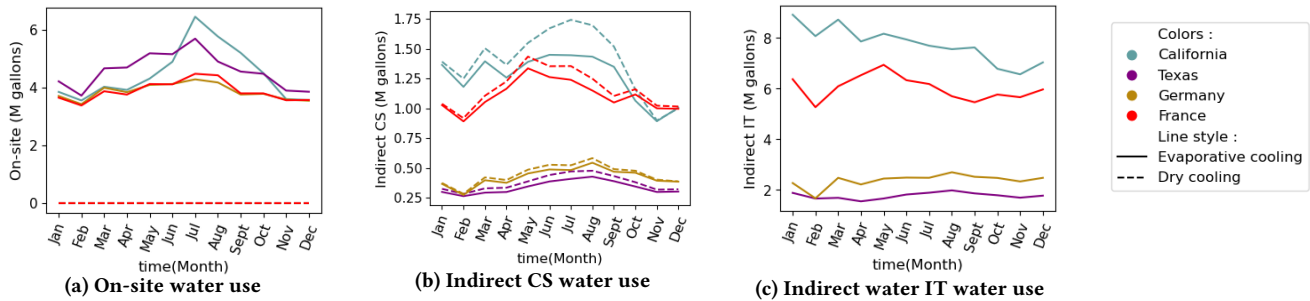 On-site (M gallons)
6
4
2
0
Jan Feb Mar Apr May Jun Jul Aug Sept Oct Nov Dec
time(Month)
(a) On-site water use
Indirect CS (M gallons)
1.75
1.50
1.25
1.00
0.75
0.50
0.25
Jan Feb Mar Apr May Jun Jul Aug Sept Oct Nov Dec
time(Month)
(b) Indirect CS water use
Indirect IT (M gallons)
8
6
4
2
Jan Feb Mar Apr May Jun Jul Aug Sept Oct Nov Dec
time(Month)
(c) Indirect water IT water use
Colors :
California
Texas
Germany
France
Line style :
Evaporative cooling
Dry cooling